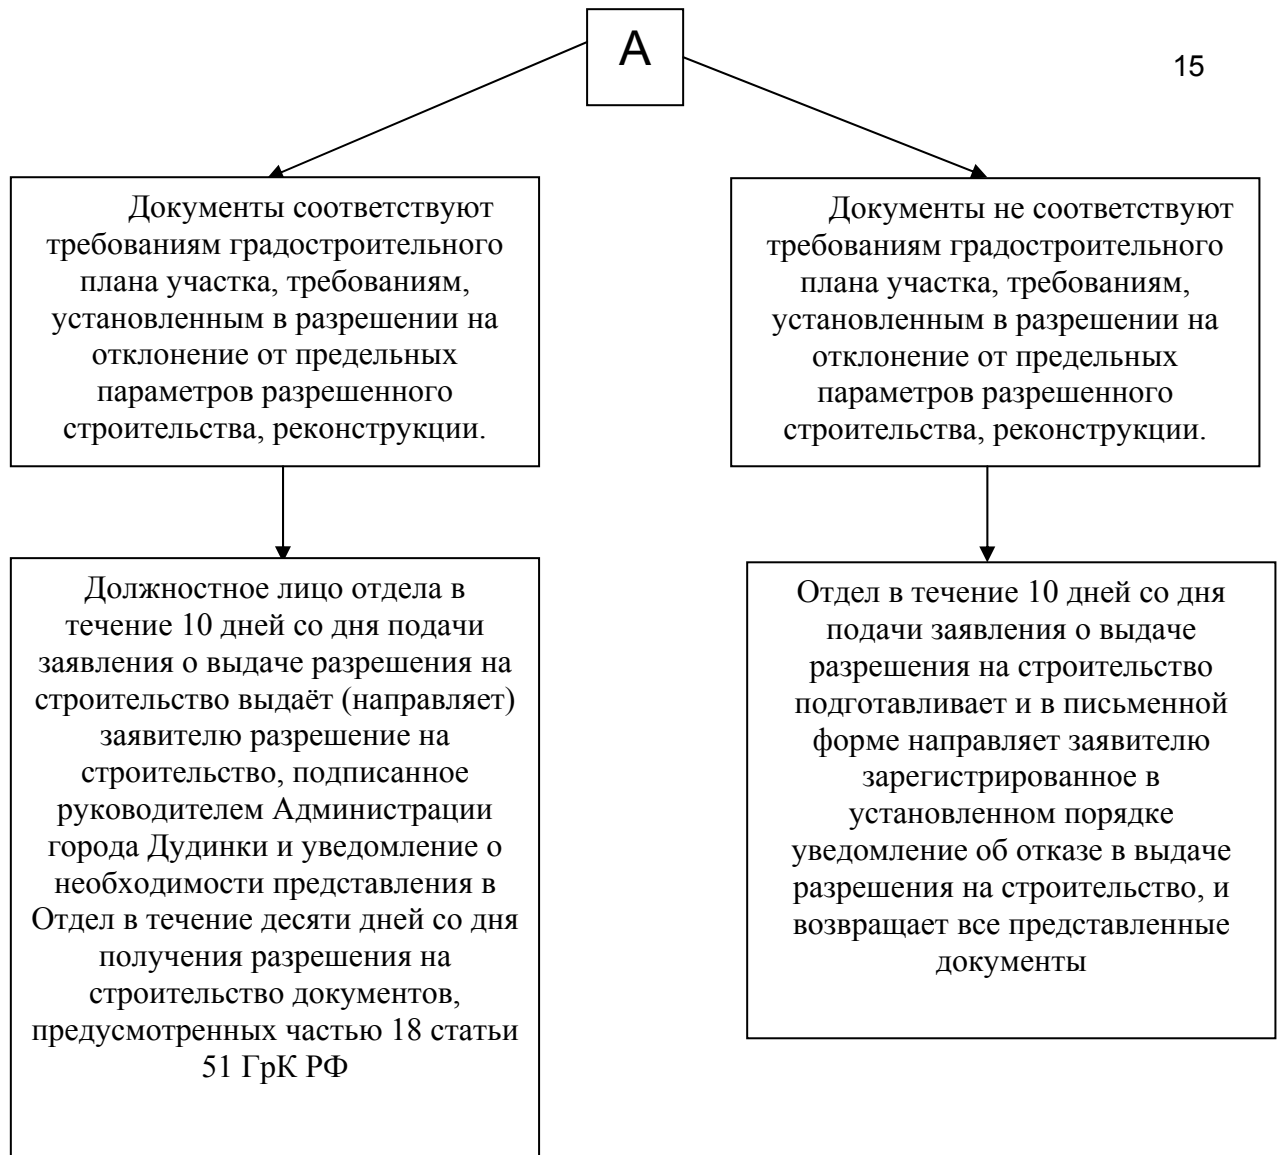 А
15
Документы соответствуют
требованиям градостроительного
плана участка, требованиям,
установленным в разрешении на
отклонение от предельных
параметров разрешенного
строительства, реконструкции.
Документы не соответствуют
требованиям градостроительного
плана участка, требованиям,
установленным в разрешении на
отклонение от предельных
параметров разрешенного
строительства, реконструкции.
Должностное лицо отдела в
течение 10 дней со дня подачи
заявления о выдаче разрешения на
строительство выдаёт (направляет)
заявителю разрешение на
строительство, подписанное
руководителем Администрации
города Дудинки и уведомление о
необходимости представления в
Отдел в течение десяти дней со дня
получения разрешения на
строительство документов,
предусмотренных частью 18 статьи
51 ГрК РФ
Отдел в течение 10 дней со дня
подачи заявления о выдаче
разрешения на строительство
подготавливает и в письменной
форме направляет заявителю
зарегистрированное в
установленном порядке
уведомление об отказе в выдаче
разрешения на строительство, и
возвращает все представленные
документы